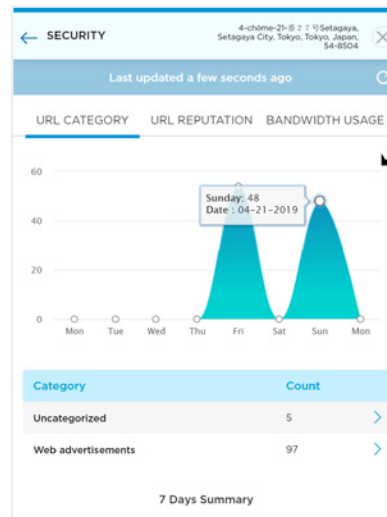 SECURITY
4-chōme-21- Setagaya,
Setagaya City, Tokyo, Tokyo, Japan,
54-8504
Last updated a few seconds ago
URL CATEGORY URL REPUTATION BANDWIDTH USAGE
60
Sunday: 48
Date : 04-21-2019
40
20
0
Mon Tue Wed Thu Fri Sat Sun Mon
Category Count
Uncategorized 5
Web advertisements 97
7 Days Summary